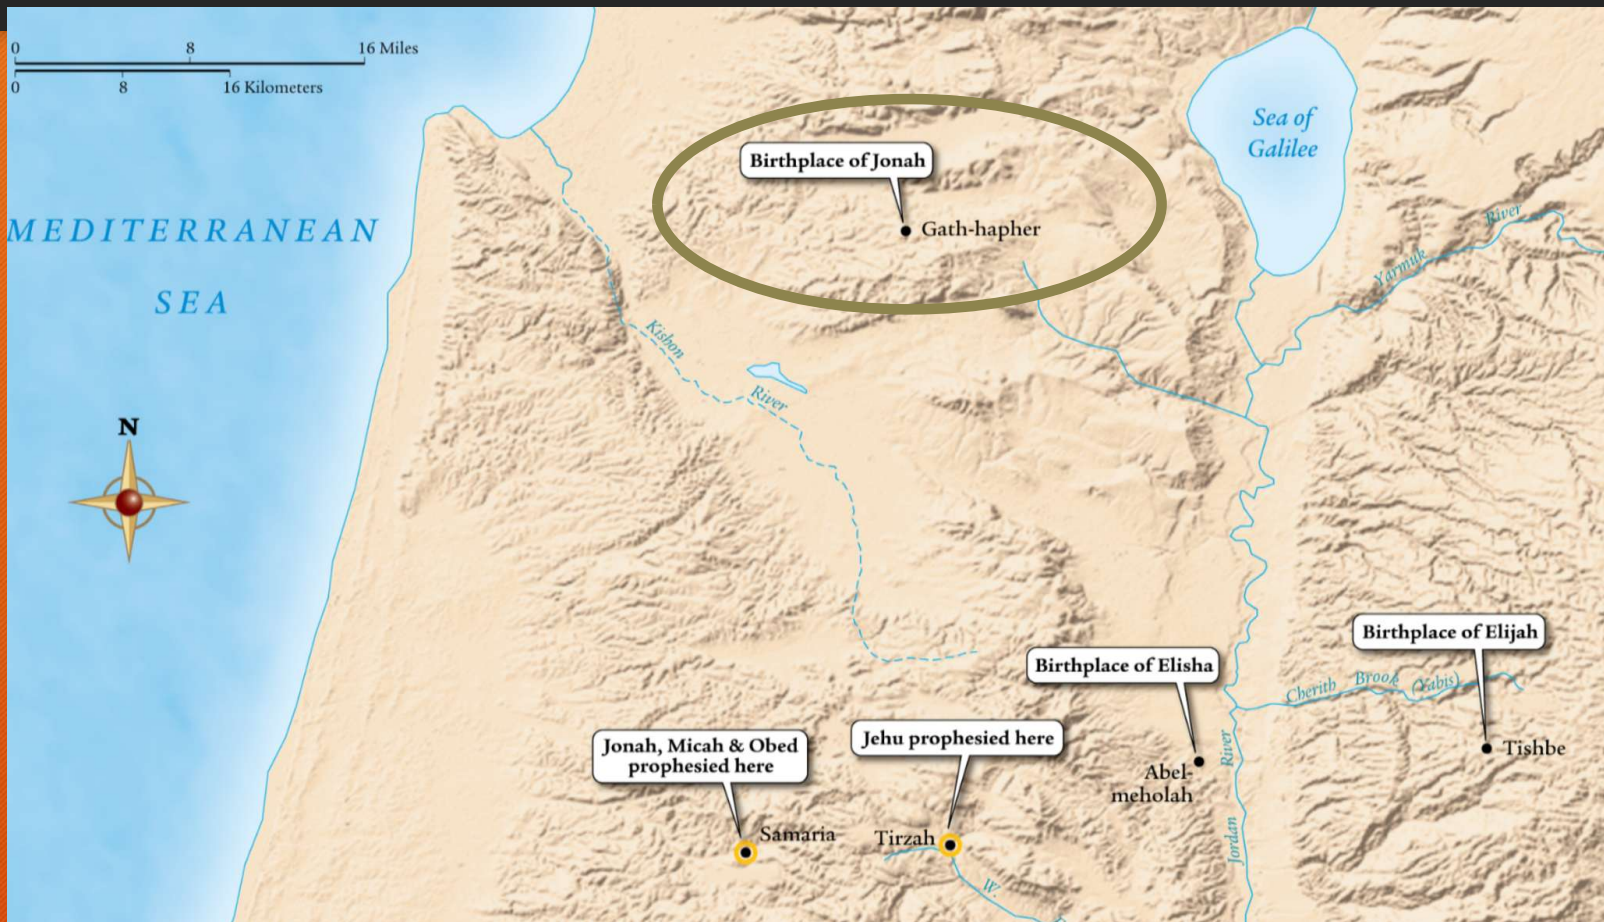 0 8 16 Miles
0 8 16 Kilometers
Birthplace of Jonah
Gath-hapher
Sea of
Galilee
MEDITERRANEAN
SEA
Yarmuk River
Kishon
River
N
Birthplace of Elijah
Birthplace of Elisha
Cherith Brook (Yabis)
Jonah, Micah & Obed
prophesied here
Jehu prophesied here
Tishbe
Abel-
meholah
Jordan River
Samaria
Tirzah
W.